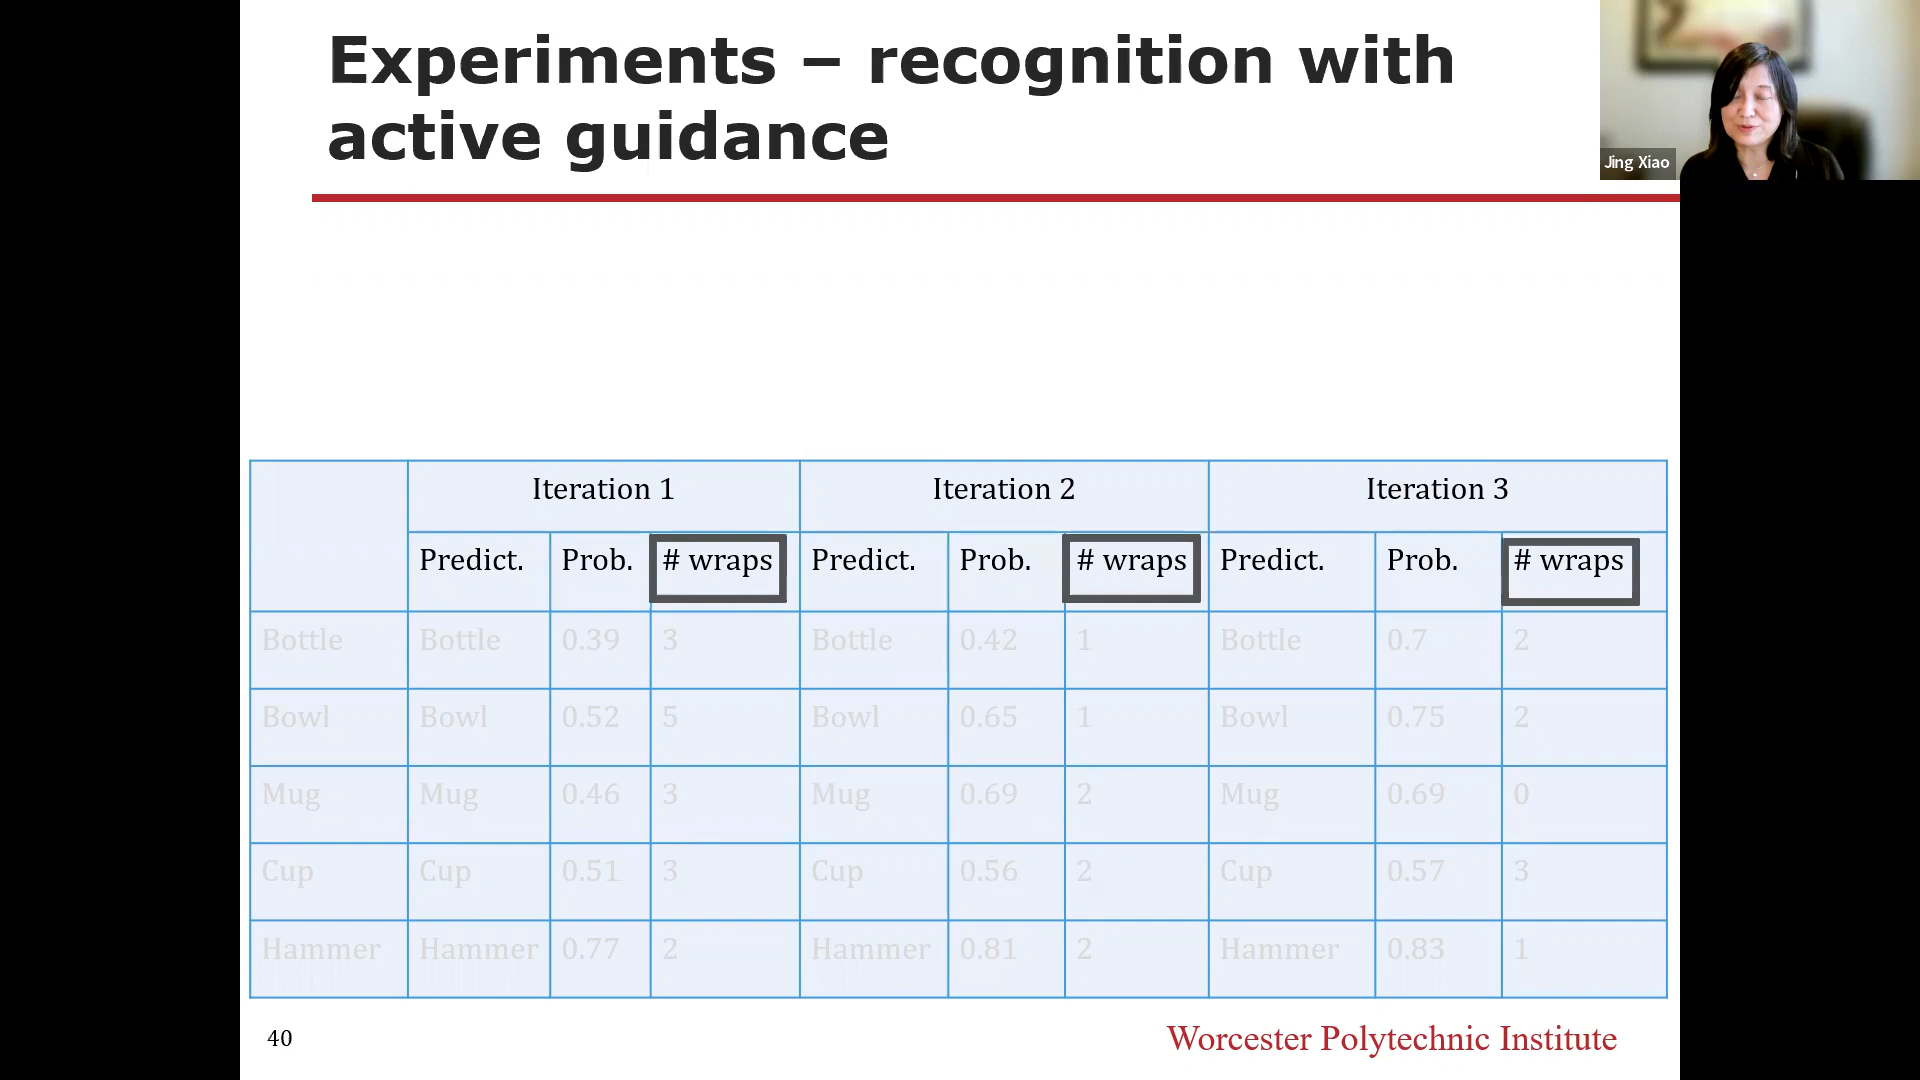 Experiments – recognition with
active guidance
Jing Xiao
Iteration 1 Iteration 2 Iteration 3
Predict. Prob. # wraps Predict. Prob. # wraps Predict. Prob. # wraps
Bottle Bottle 0.39 3 Bottle 0.42 1 Bottle 0.7 2
Bowl Bowl 0.52 5 Bowl 0.65 1 Bowl 0.75 2
Mug Mug 0.46 3 Mug 0.69 2 Mug 0.69 0
Cup Cup 0.51 3 Cup 0.56 2 Cup 0.57 3
Hammer Hammer 0.77 2 Hammer 0.81 2 Hammer 0.83 1
40
Worcester Polytechnic Institute